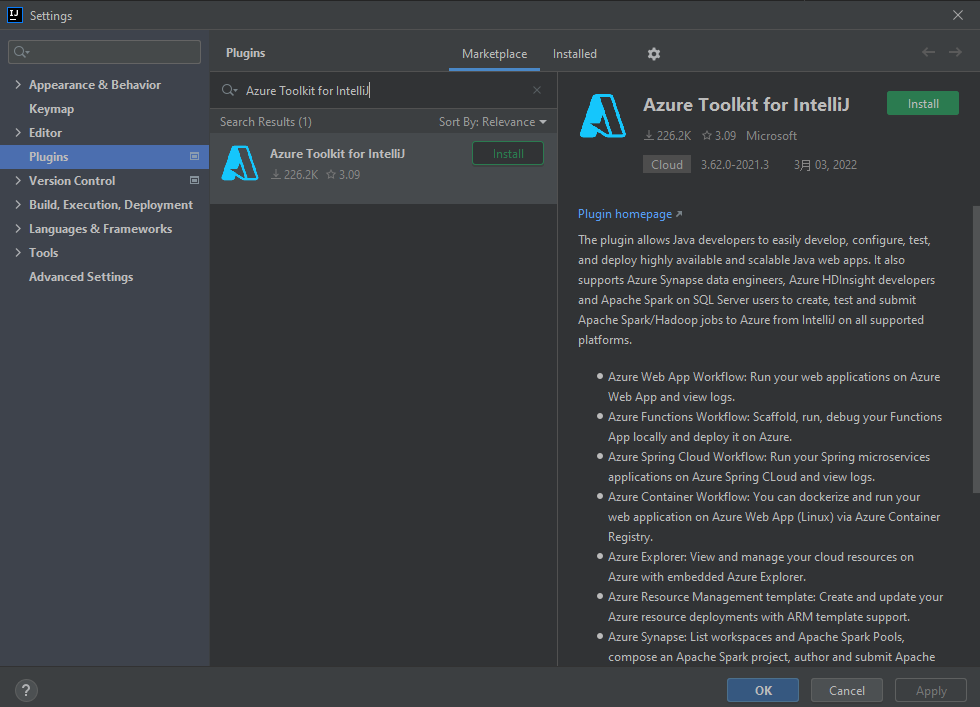 IJ Settings
Plugins
Marketplace Installed
Azure Toolkit for IntelliJ
Search Results (1) Sort By: Relevance
Azure Toolkit for IntelliJ Install
226.2K 3.09
Appearance & Behavior
Keymap
Editor
Plugins
Version Control
Build, Execution, Deployment
Languages & Frameworks
Tools
Advanced Settings
Azure Toolkit for IntelliJ Install
226.2K 3.09 Microsoft
Cloud 3.62.0-2021.3 3月 03, 2022
Plugin homepage
The plugin allows Java developers to easily develop, configure, test,
and deploy highly available and scalable Java web apps. It also
supports Azure Synapse data engineers, Azure HDInsight developers
and Apache Spark on SQL Server users to create, test and submit
Apache Spark/Hadoop jobs to Azure from IntelliJ on all supported
platforms.
Azure Web App Workflow: Run your web applications on Azure
Web App and view logs.
Azure Functions Workflow: Scaffold, run, debug your Functions
App locally and deploy it on Azure.
Azure Spring Cloud Workflow: Run your Spring microservices
applications on Azure Spring CLoud and view logs.
Azure Container Workflow: You can dockerize and run your
web application on Azure Web App (Linux) via Azure Container
Registry.
Azure Explorer: View and manage your cloud resources on
Azure with embedded Azure Explorer.
Azure Resource Management template: Create and update your
Azure resource deployments with ARM template support.
Azure Synapse: List workspaces and Apache Spark Pools,
compose an Apache Spark project, author and submit Apache
? OK Cancel Apply